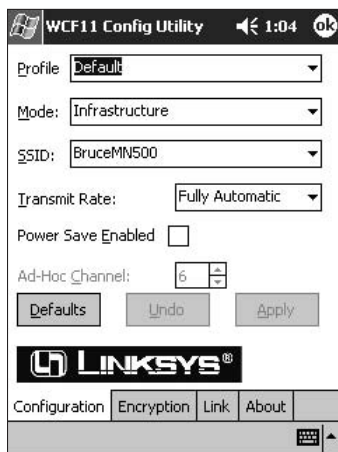 WCF11 Config Utility 1:04 ok
Profile Default
Mode: Infrastructure
SSID: BruceMN500
Transmit Rate: Fully Automatic
Power Save Enabled
Ad-Hoc Channel: 6
Defaults Undo Apply
LINKSYS®
Configuration Encryption Link About